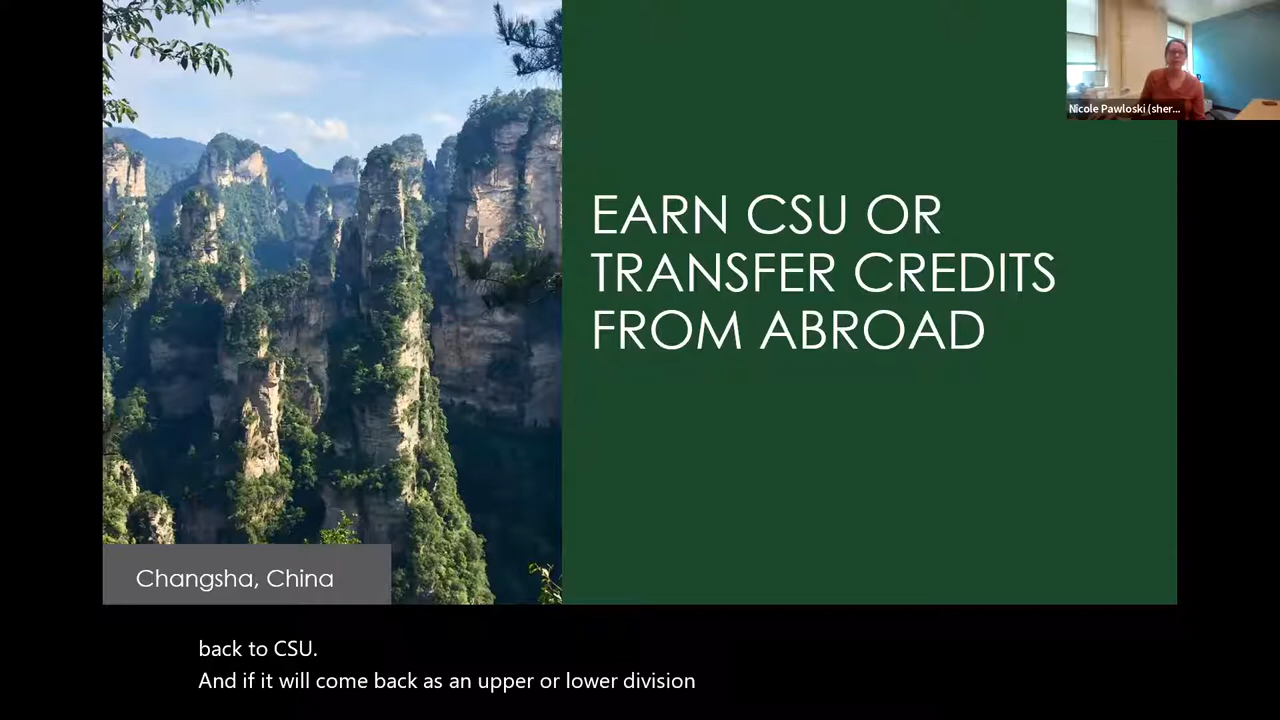 Nicole Pawloski (sher...
EARN CSU OR
TRANSFER CREDITS
FROM ABROAD
Changsha, China
back to CSU.
And if it will come back as an upper or lower division